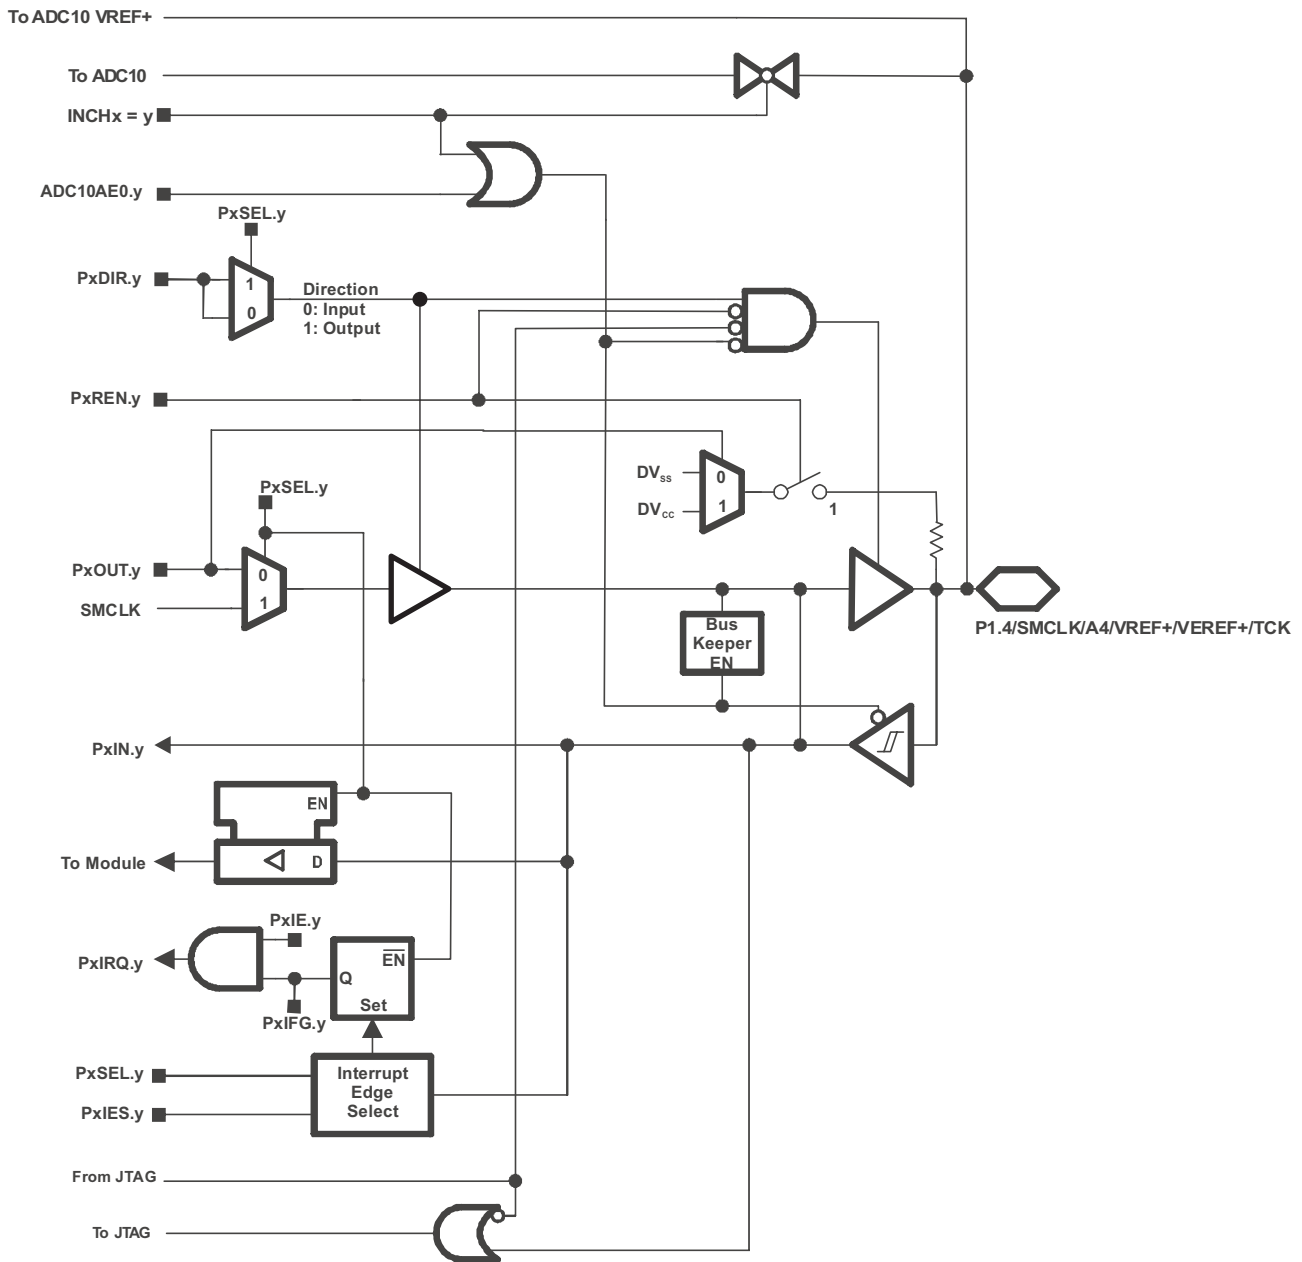 To ADC10 VREF+
To ADC10
INCHx = y
ADC10AE0.y
PxSEL.y
PxDIR.y
1
0
Direction
0: Input
1: Output
PxREN.y
DVss
DVcc
0
1
1
PxSEL.y
PxOUT.y
SMCLK
0
1
Bus
Keeper
EN
P1.4/SMCLK/A4/VREF+/VEREF+/TCK
PxIN.y
EN
To Module
D
PxIE.y
PxIRQ.y
EN
Q
Set
PxIFG.y
PxSEL.y
PxIES.y
Interrupt
Edge
Select
From JTAG
To JTAG